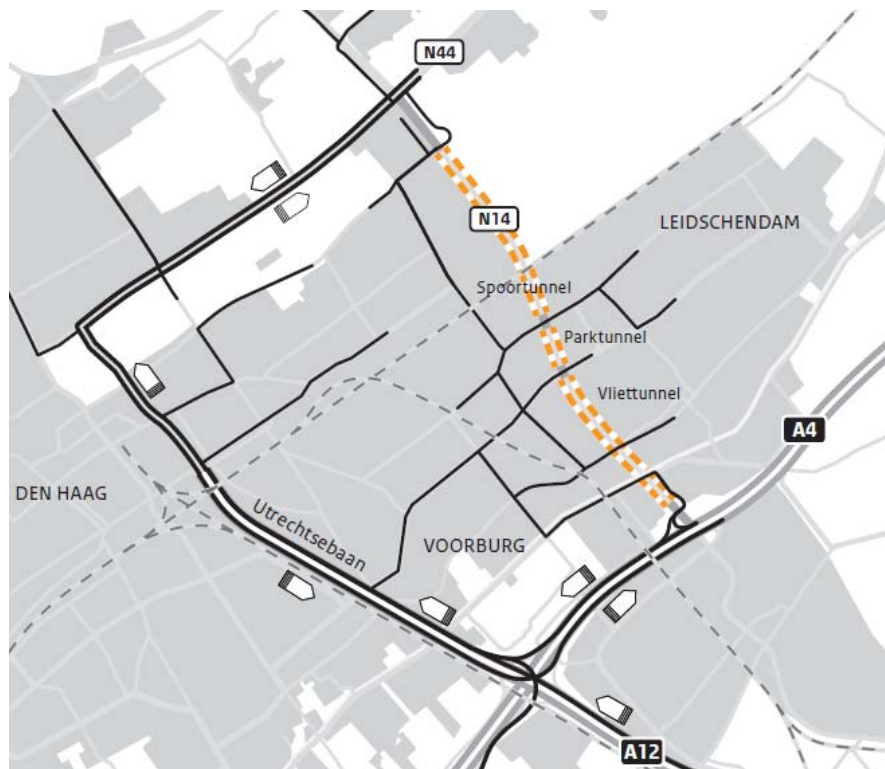 N44
N14
LEIDSCHENDAM
Spoortunnel
Parktunnel
Vliettunnel
A4
DEN HAAG
Utrechtsebaan
VOORBURG
A12